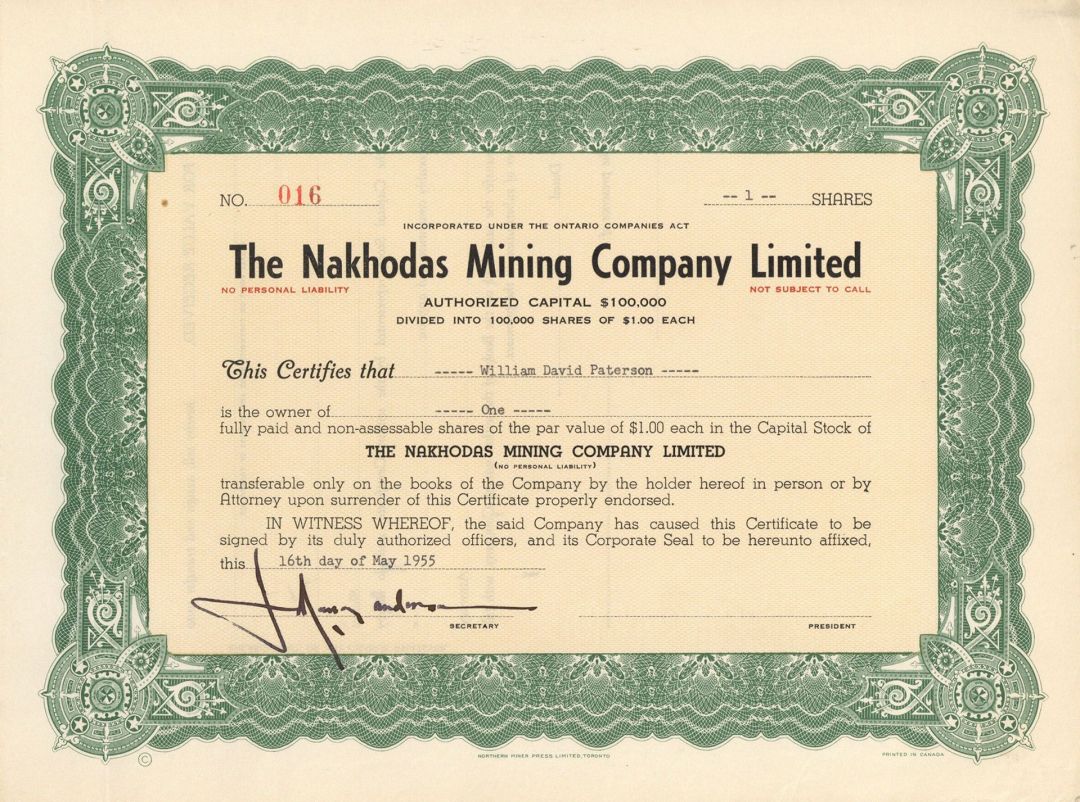 NO. 016 -- 1 -- SHARES
INCORPORATED UNDER THE ONTARIO COMPANIES ACT
The Nakhodas Mining Company Limited
NO PERSONAL LIABILITY NOT SUBJECT TO CALL
AUTHORIZED CAPITAL $100,000
DIVIDED INTO 100,000 SHARES OF $1.00 EACH
This Certifies that ----- William David Paterson -----
is the owner of ----- One -----
fully paid and non-assessable shares of the par value of $1.00 each in the Capital Stock of
THE NAKHODAS MINING COMPANY LIMITED
(NO PERSONAL LIABILITY)
transferable only on the books of the Company by the holder hereof in person or by
Attorney upon surrender of this Certificate properly endorsed.
IN WITNESS WHEREOF, the said Company has caused this Certificate to be
signed by its duly authorized officers, and its Corporate Seal to be hereunto affixed,
this 16th day of May 1955
SECRETARY PRESIDENT
© NORTHERN MINER PRESS LIMITED, TORONTO PRINTED IN CANADA